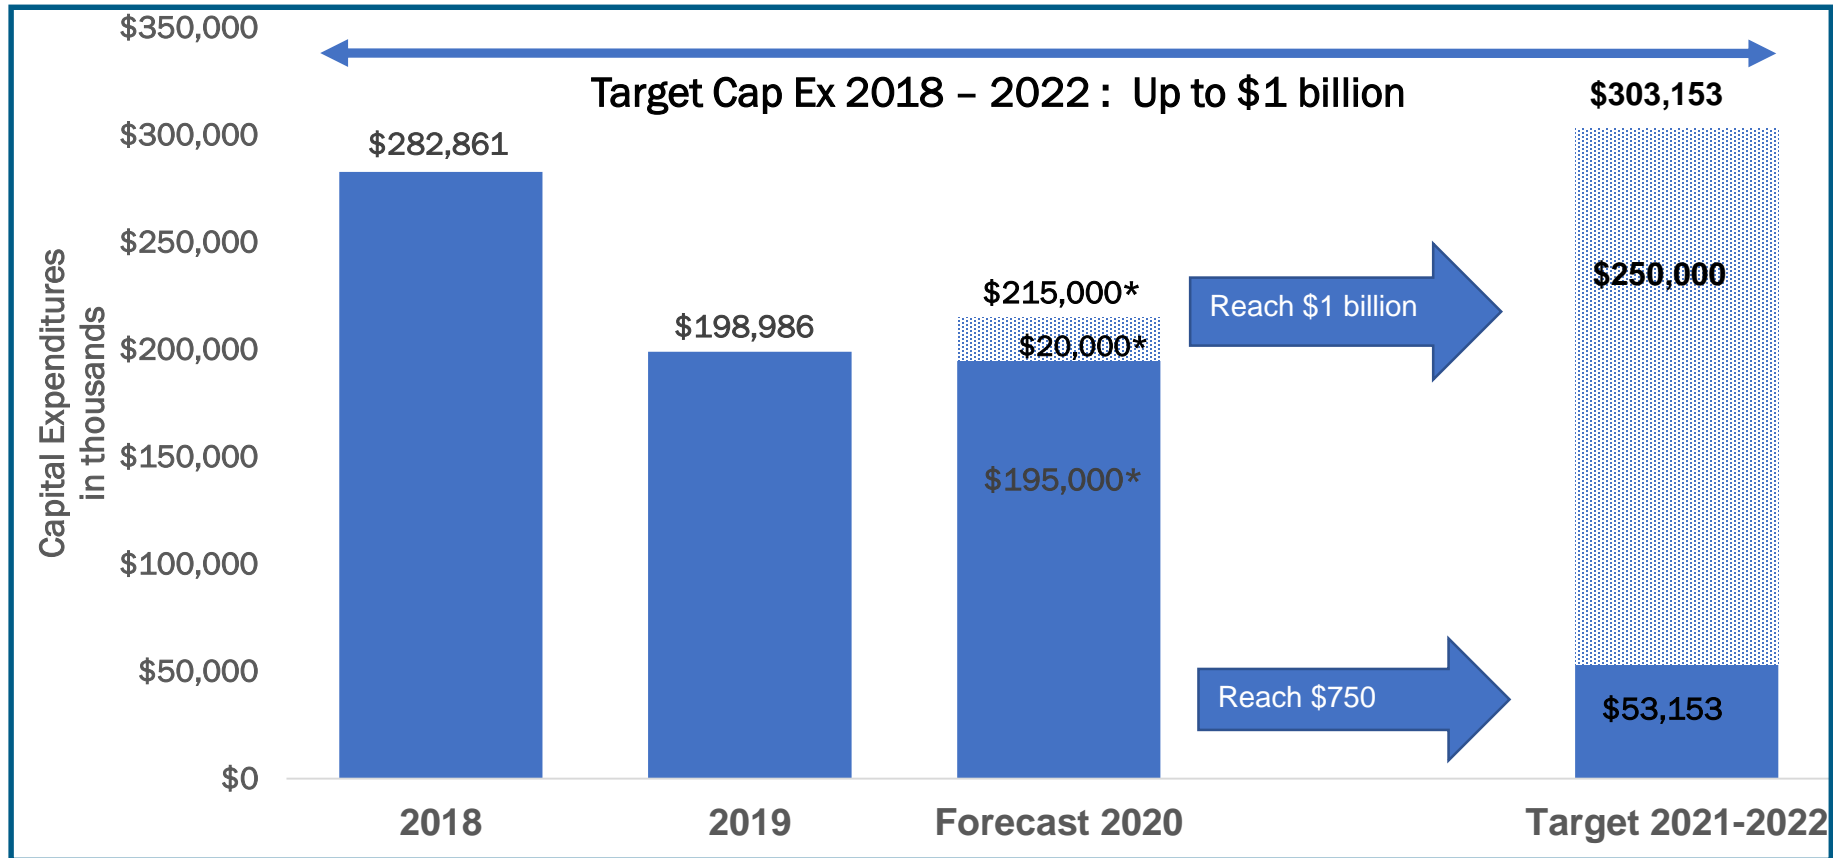 $350,000
Target Cap Ex 2018 – 2022 : Up to $1 billion
$303,153
$300,000
$282,861
$250,000
$250,000
$215,000*
Reach $1 billion
$198,986
$20,000*
$200,000
Capital Expenditures
in thousands
$150,000
$195,000*
$100,000
$50,000
Reach $750
$53,153
$0
2018
2019
Forecast 2020
Target 2021-2022